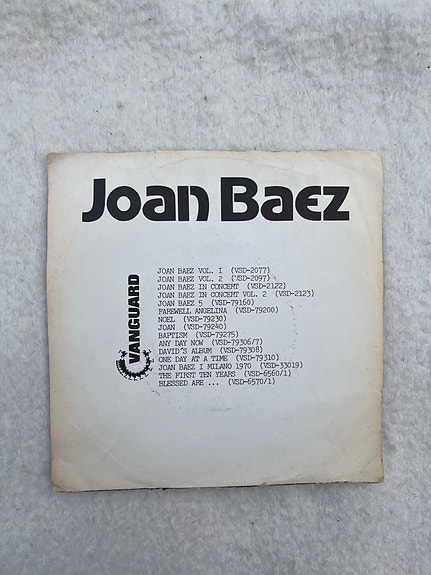 Joan Baez
VANGUARD
JOAN BAEZ VOL. I (VSD-2077)
JOAN BAEZ VOL. 2 (VSD-2097)
JOAN BAEZ IN CONCERT (VSD-2122)
JOAN BAEZ IN CONCERT VOL. 2 (VSD-2123)
JOAN BAEZ 5 (VSD-79160)
FAREWELL ANGELINA (VSD-79200)
NOEL (VSD-79230)
JOAN (VSD-79240)
BAPTISM (VSD-79275)
ANY DAY NOW (VSD-79306/7)
DAVID'S ALBUM (VSD-79308)
ONE DAY AT A TIME (VSD-79310)
JOAN BAEZ I MILANO 1970 (VSD-33019)
THE FIRST TEN YEARS (VSD-6560/1)
BLESSED ARE ... (VSD-6570/1)